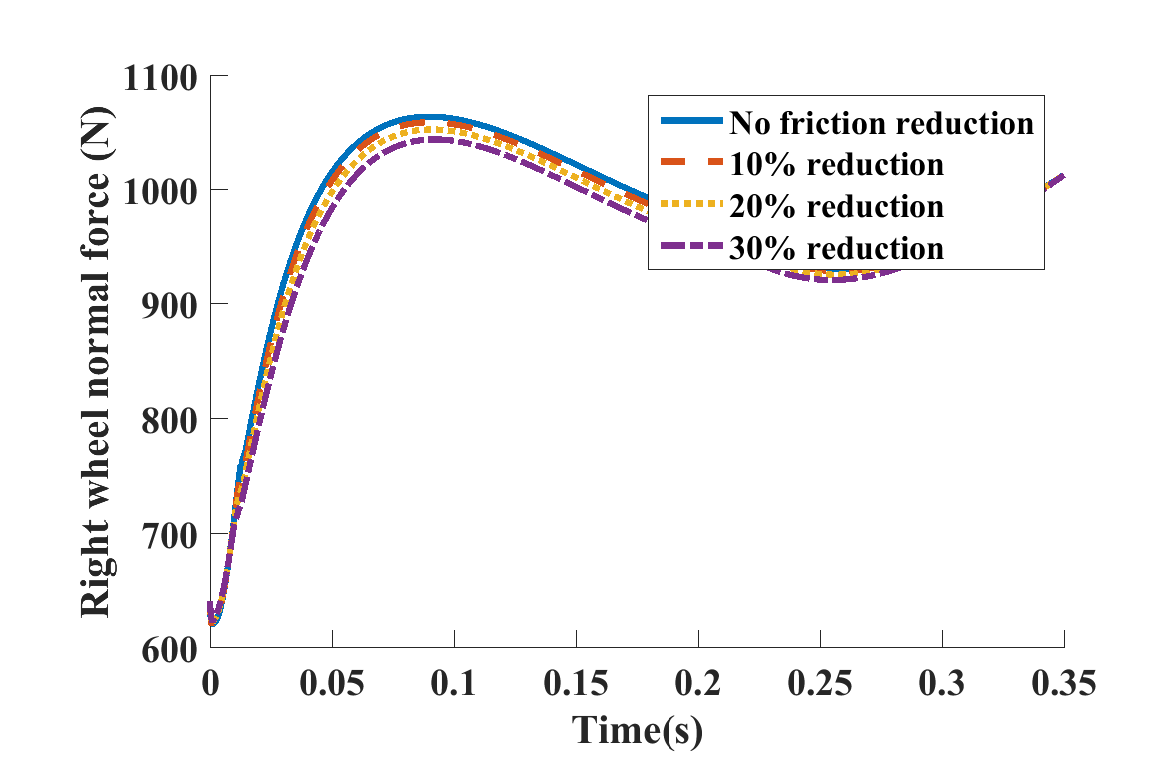 Right wheel normal force (N)
1100
1000
900
800
700
600
0
0.05
0.1
0.15
0.2
0.25
0.3
0.35
Time(s)
No friction reduction
10% reduction
20% reduction
30% reduction